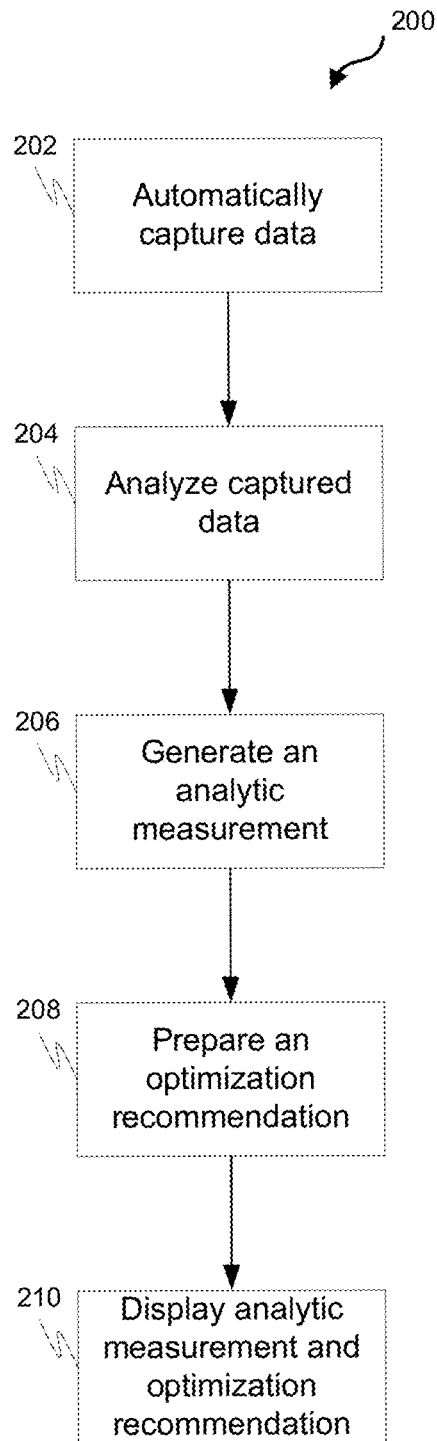 200
202
Automatically
capture data
204
Analyze captured
data
206
Generate an
analytic
measurement
208
Prepare an
optimization
recommendation
210
Display analytic
measurement and
optimization
recommendation